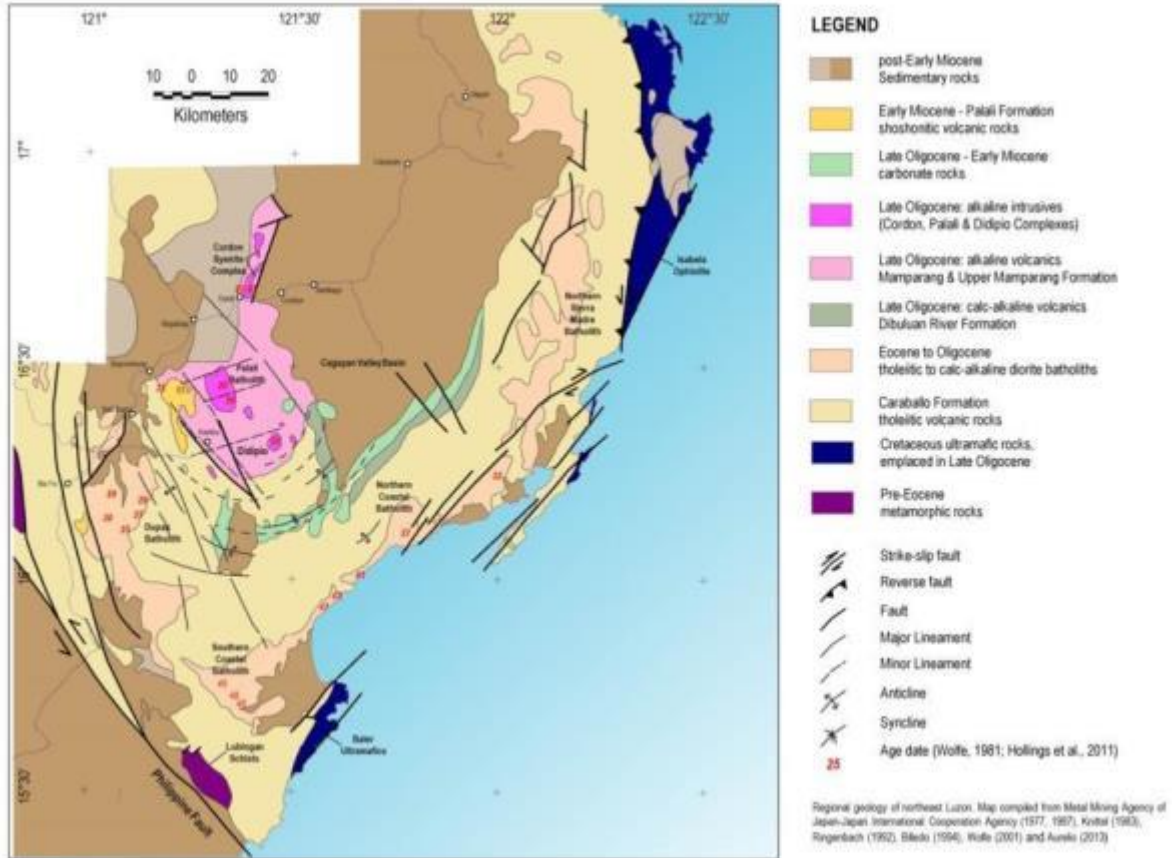 121°
121°30'
122°
122°30'
10 0 10 20
Kilometers
17°
Cordon
Syenite
Complex
Isabela
Ophiolite
Northern
Sierra
Madre
Batholith
16°30'
Cagayan Valley Basin
Palali
Batholith
Didipio
Northern
Coastal
Batholith
Dupax
Batholith
16°
Southern
Coastal
Batholith
Baler
Ultramafics
Lubingan
Schists
15°30'
Philippine Fault
LEGEND
post-Early Miocene
Sedimentary rocks
Early Miocene - Palali Formation
shoshonitic volcanic rocks
Late Oligocene - Early Miocene
carbonate rocks
Late Oligocene: alkaline intrusives
(Cordon, Palali & Didipio Complexes)
Late Oligocene: alkaline volcanics
Mamparang & Upper Mamparang Formation
Late Oligocene: calc-alkaline volcanics
Dibuluan River Formation
Eocene to Oligocene
tholeiitic to calc-alkaline diorite batholiths
Caraballo Formation
tholeiitic volcanic rocks
Cretaceous ultramafic rocks,
emplaced in Late Oligocene
Pre-Eocene
metamorphic rocks
Strike-slip fault
Reverse fault
Fault
Major Lineament
Minor Lineament
Anticline
Syncline
25 Age date (Wolfe, 1981; Hollings et al., 2011)
Regional geology of northeast Luzon. Map compiled from Metal Mining Agency of
Japan-Japan International Cooperation Agency (1977, 1987), Knittel (1983),
Ringenbach (1992), Billedo (1994), Wolfe (2001) and Aurelio (2013)